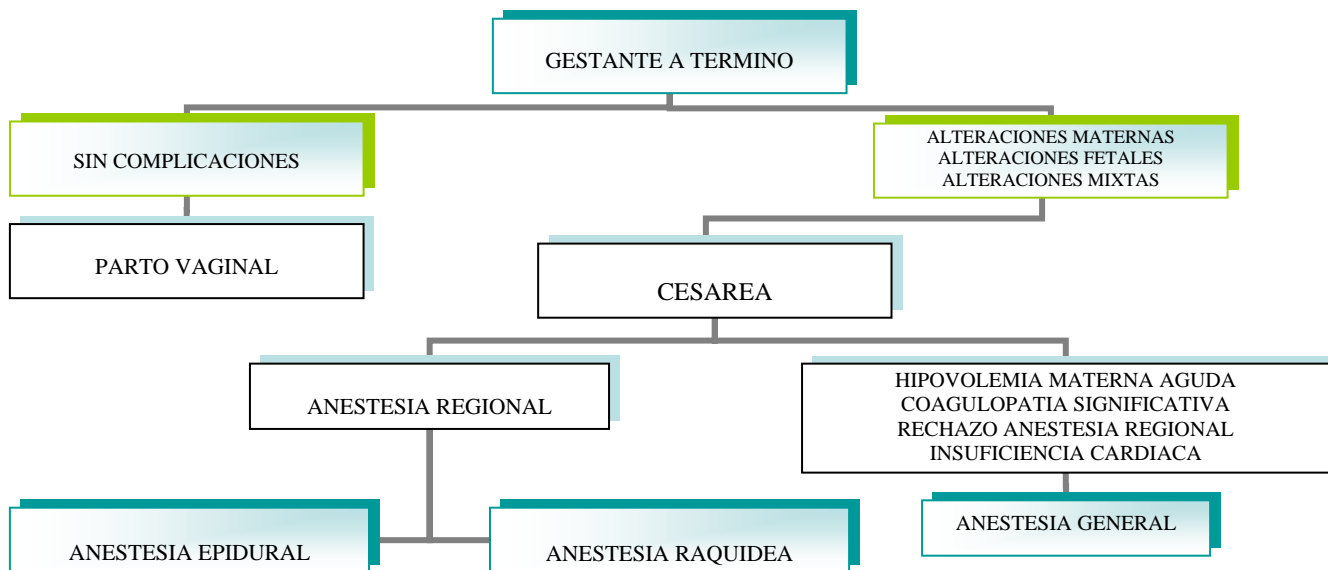 GESTANTE A TERMINO
SIN COMPLICACIONES
ALTERACIONES MATERNAS
ALTERACIONES FETALES
ALTERACIONES MIXTAS
PARTO VAGINAL
CESAREA
ANESTESIA REGIONAL
HIPOVOLEMIA MATERNA AGUDA
COAGULOPATIA SIGNIFICATIVA
RECHAZO ANESTESIA REGIONAL
INSUFICIENCIA CARDIACA
ANESTESIA EPIDURAL
ANESTESIA RAQUIDEA
ANESTESIA GENERAL